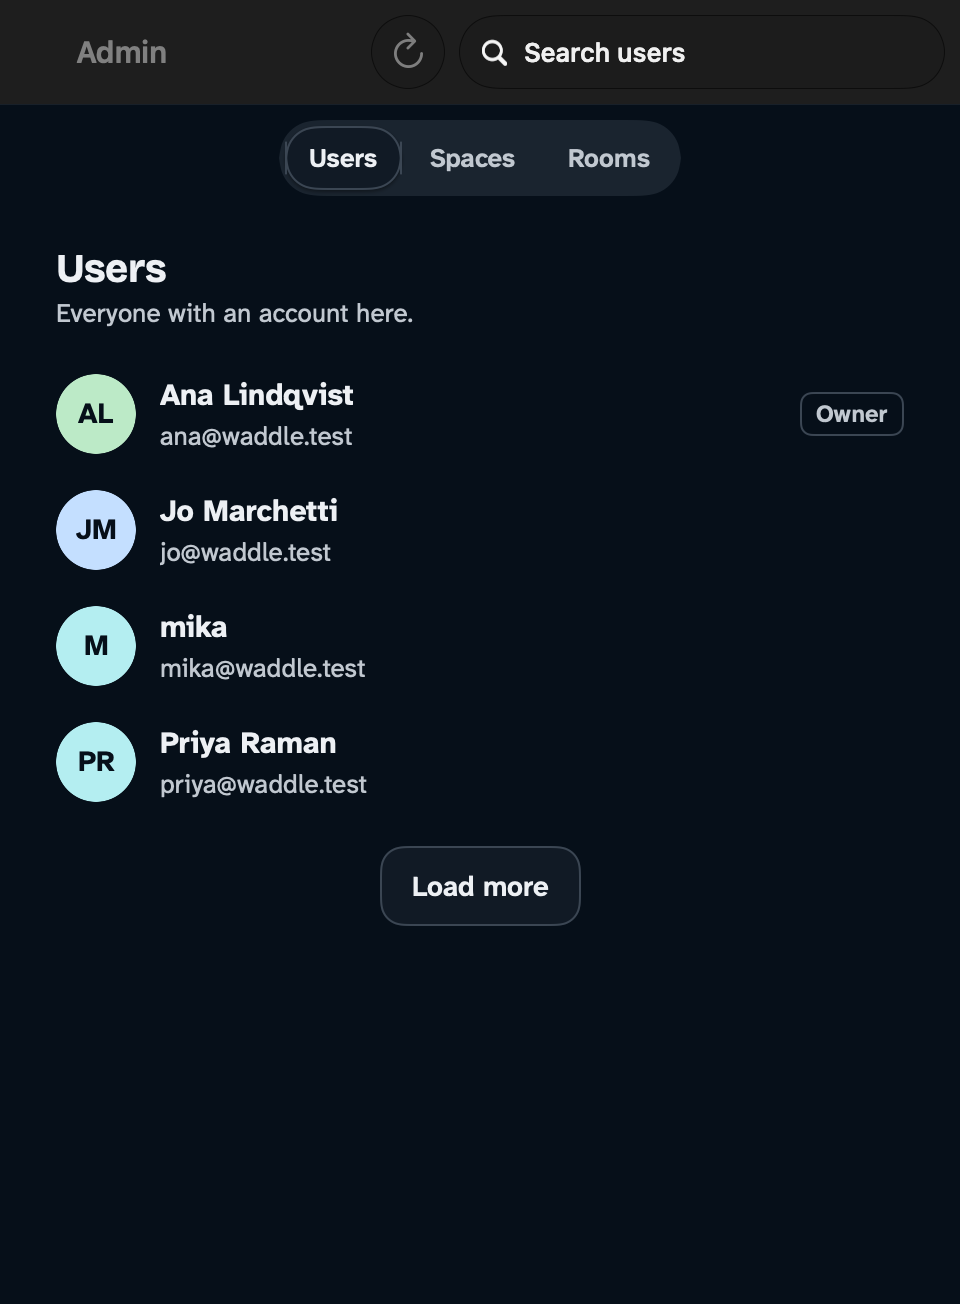 Admin
Search users
Users
Spaces
Rooms
Users
Everyone with an account here.
AL
Ana Lindqvist
ana@waddle.test
Owner
JM
Jo Marchetti
jo@waddle.test
M
mika
mika@waddle.test
PR
Priya Raman
priya@waddle.test
Load more